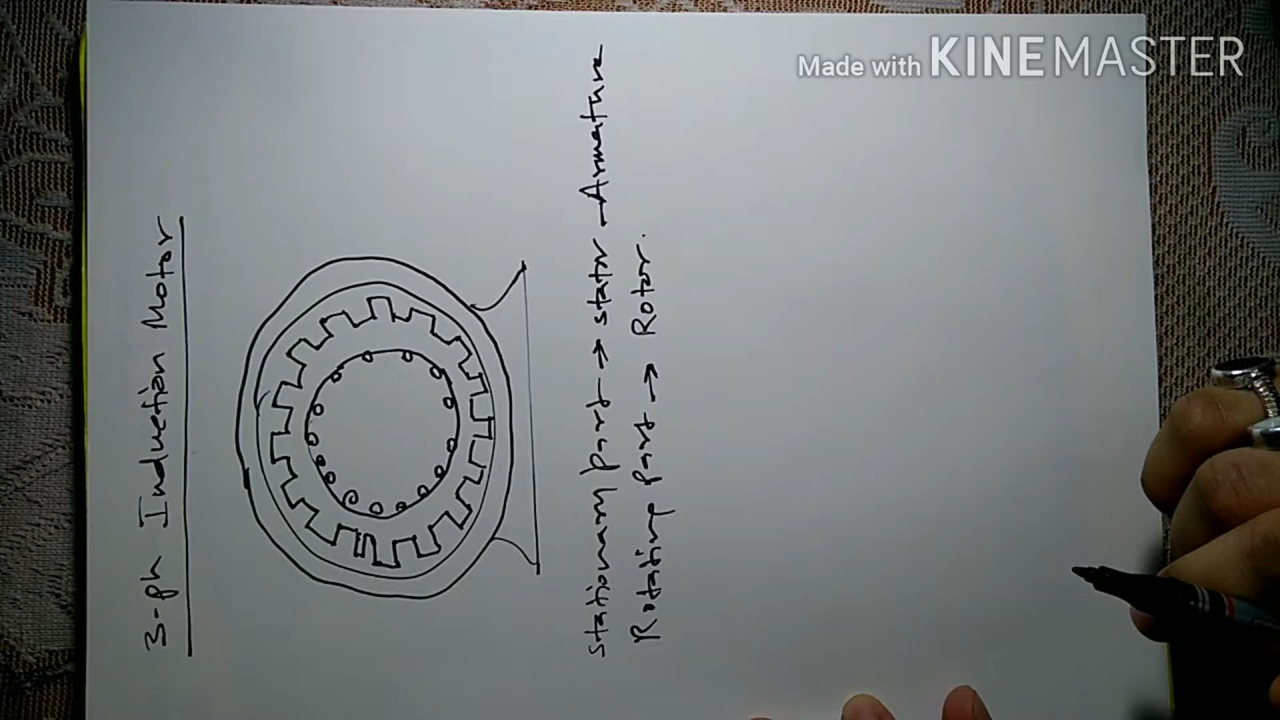 3-ph Induction Motor
stationary part → stator - Armature
Rotating part → Rotor.
Made with KINEMASTER